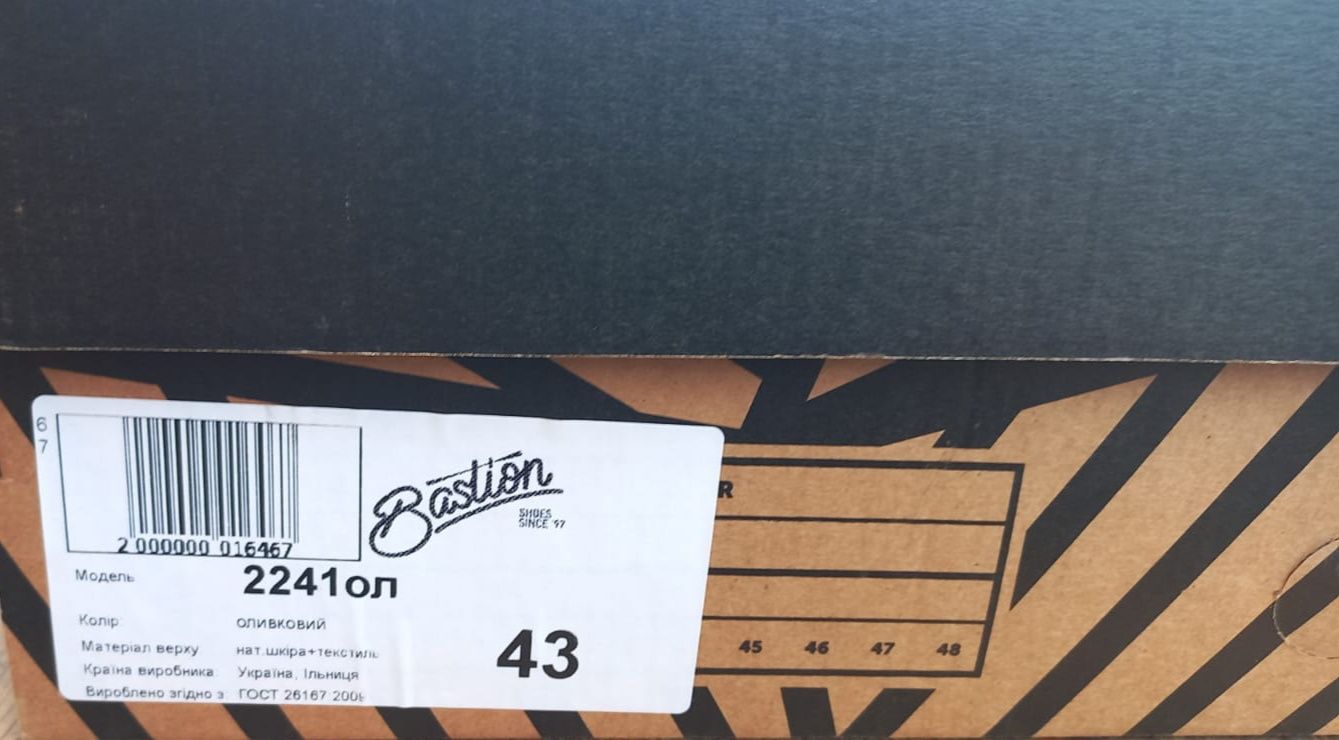 6
7
2 000000 016467
Bastion
SHOES
SINCE '97
Модель 2241ол
Колір: оливковий
43
Матеріал верху нат.шкіра+текстиль
Країна виробника: Україна, Ільниця
Вироблено згідно з: ГОСТ 26167
R
45 46 47 48